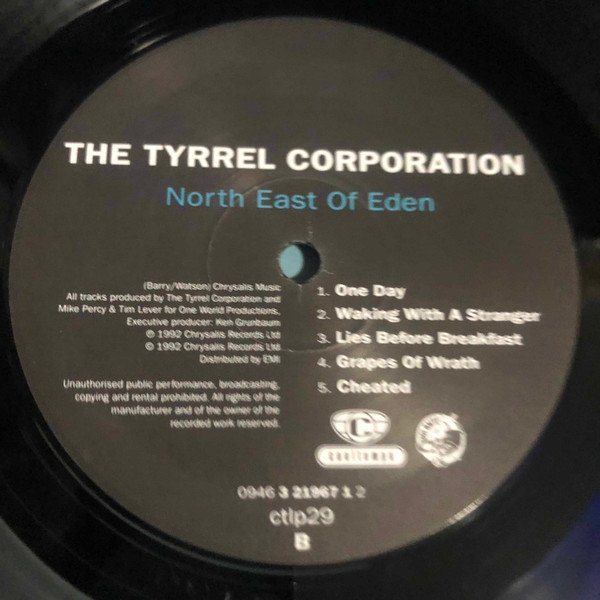 THE TYRREL CORPORATION
North East Of Eden
(Barry/Watson) Chrysalis Music
All tracks produced by The Tyrrel Corporation and
Mike Percy & Tim Lever for One World Productions,
Executive producer: Ken Grunbaum
℗ 1992 Chrysalis Records Ltd
© 1992 Chrysalis Records Ltd
Distributed by EMI
Unauthorised public performance, broadcasting,
copying and rental prohibited. All rights of the
manufacturer and of the owner of the
recorded work reserved.
1. One Day
2. Waking With A Stranger
3. Lies Before Breakfast
4. Grapes Of Wrath
5. Cheated
C
cooltempo
0946 3 21967 1 2
ctlp29
B